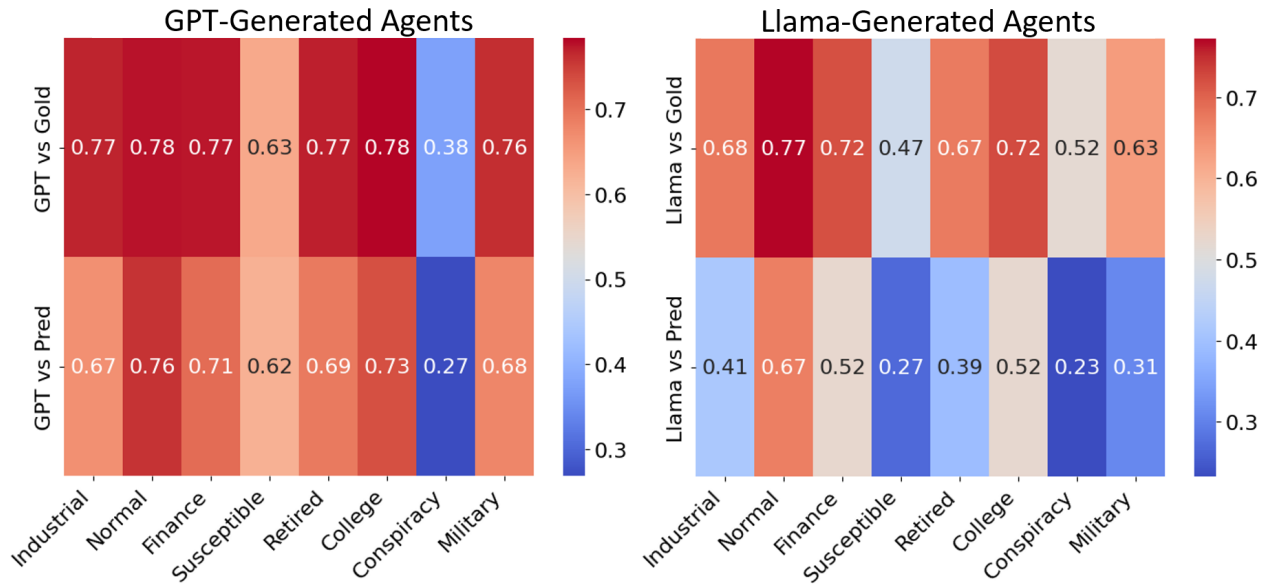 GPT-Generated Agents
GPT vs Gold
0.77 0.78 0.77 0.63 0.77 0.78 0.38 0.76
GPT vs Pred
0.67 0.76 0.71 0.62 0.69 0.73 0.27 0.68
Industrial Normal Finance Susceptible Retired College Conspiracy Military
0.7
0.6
0.5
0.4
0.3
Llama-Generated Agents
Llama vs Gold
0.68 0.77 0.72 0.47 0.67 0.72 0.52 0.63
Llama vs Pred
0.41 0.67 0.52 0.27 0.39 0.52 0.23 0.31
Industrial Normal Finance Susceptible Retired College Conspiracy Military
0.7
0.6
0.5
0.4
0.3